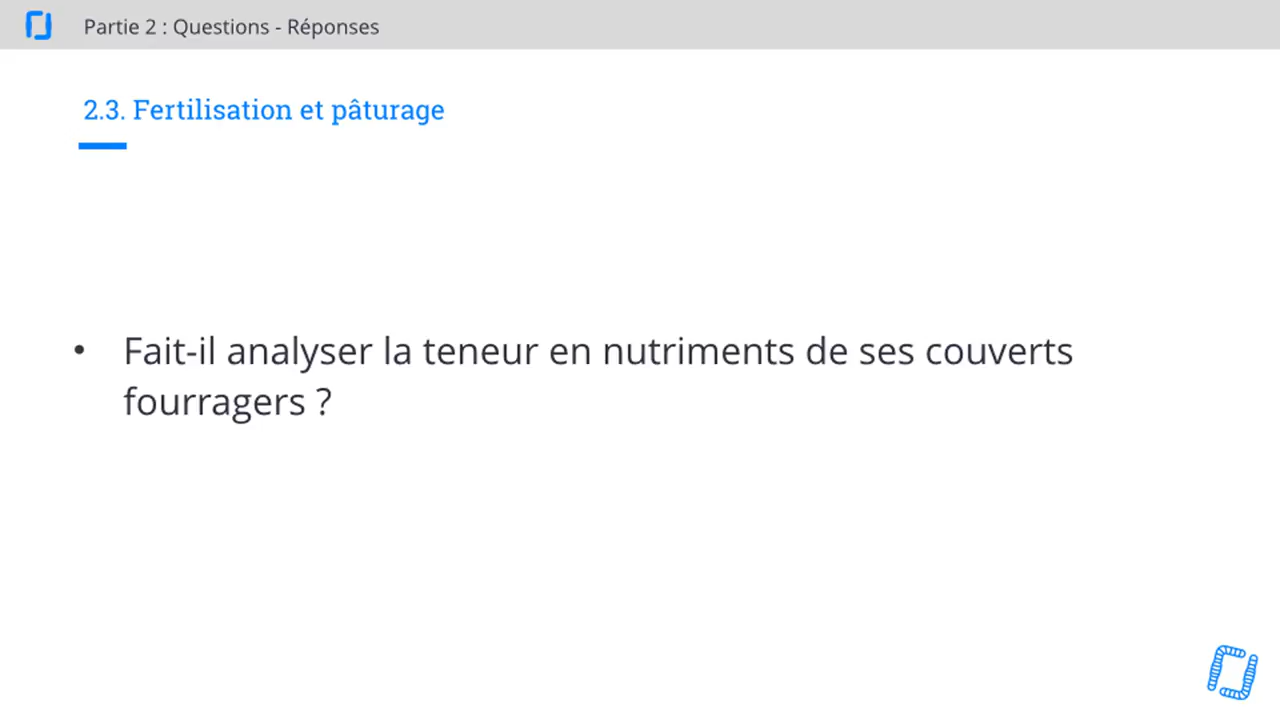 Partie 2 : Questions - Réponses
2.3. Fertilisation et pâturage
• Fait-il analyser la teneur en nutriments de ses couverts
fourragers ?